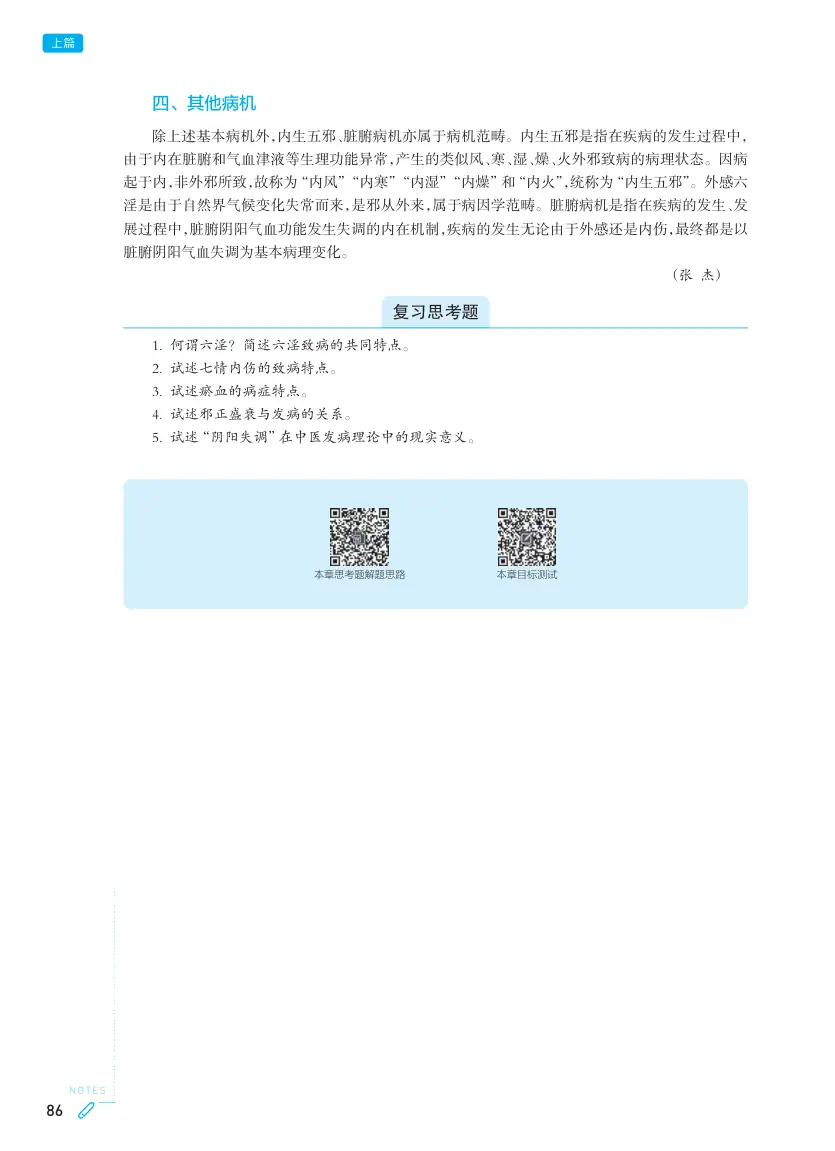 上篇
四、其他病机
除上述基本病机外，内生五邪、脏腑病机亦属于病机范畴。内生五邪是指在疾病的发生过程中，
由于内在脏腑和气血津液等生理功能异常，产生的类似风、寒、湿、燥、火外邪致病的病理状态。因病
起于内，非外邪所致，故称为“内风”“内寒”“内湿”“内燥”和“内火”，统称为“内生五邪”。外感六
淫是由于自然界气候变化失常而来，是邪从外来，属于病因学范畴。脏腑病机是指在疾病的发生、发
展过程中，脏腑阴阳气血功能发生失调的内在机制，疾病的发生无论由于外感还是内伤，最终都是以
脏腑阴阳气血失调为基本病理变化。
（张 杰）
复习思考题
1. 何谓六淫？简述六淫致病的共同特点。
2. 试述七情内伤的致病特点。
3. 试述瘀血的病症特点。
4. 试述邪正盛衰与发病的关系。
5. 试述“阴阳失调”在中医发病理论中的现实意义。
本章思考题解题思路
本章目标测试
NOTES
86